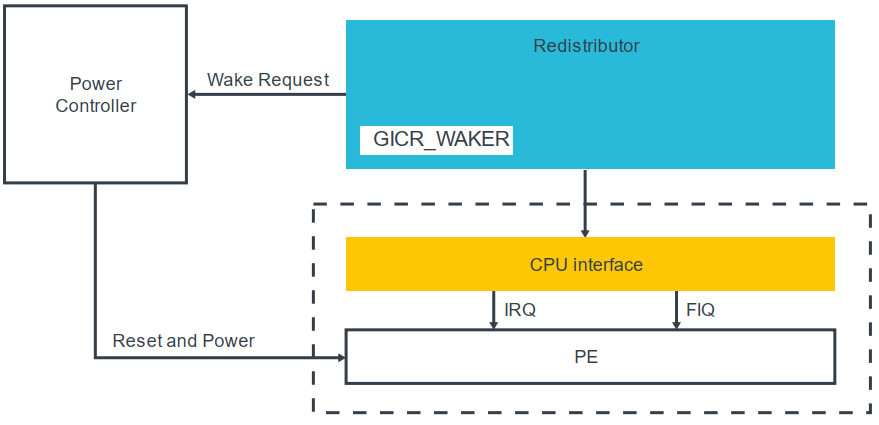 Redistributor
Power
Controller
Wake Request
GICR_WAKER
CPU interface
IRQ
FIQ
Reset and Power
PE